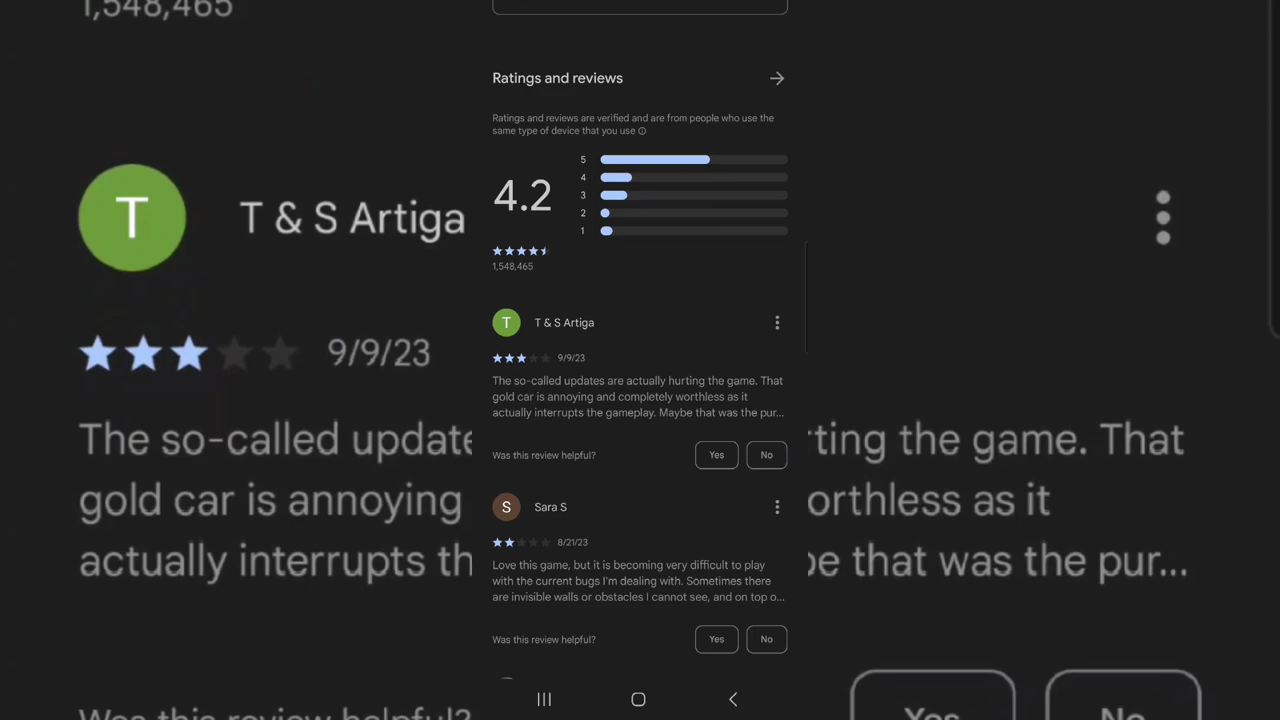 1,548,465
Ratings and reviews
Ratings and reviews are verified and are from people who use the
same type of device that you use
5
4
3
2
1
4.2
1,548,465
T
T & S Artiga
9/9/23
The so-called updates are actually hurting the game. That
gold car is annoying and completely worthless as it
actually interrupts the gameplay. Maybe that was the pur...
Was this review helpful?
Yes
No
S
Sara S
8/21/23
Love this game, but it is becoming very difficult to play
with the current bugs I'm dealing with. Sometimes there
are invisible walls or obstacles I cannot see, and on top o...
Was this review helpful?
Yes
No
T
T & S Artiga
9/9/23
The so-called update
rting the game. That
gold car is annoying
orthless as it
actually interrupts th
be that was the pur...
Was this review helpful?
Yes
No